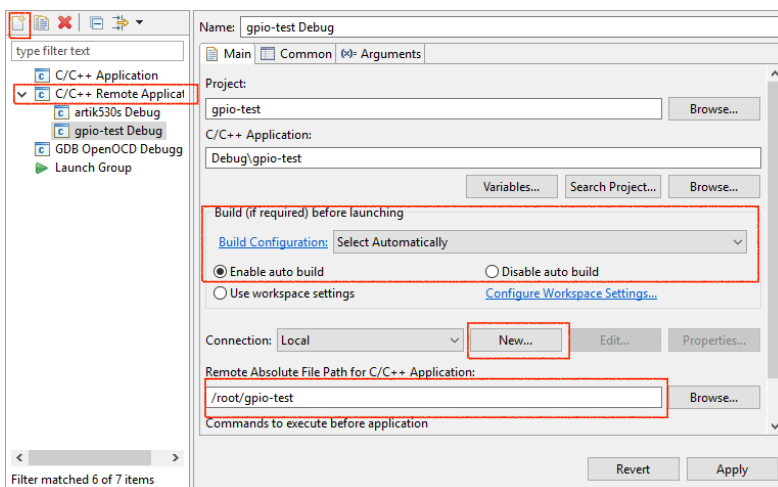 type filter text
C/C++ Application
C/C++ Remote Applicat
artik530s Debug
gpio-test Debug
GDB OpenOCD Debugg
Launch Group
Filter matched 6 of 7 items
Name: gpio-test Debug
Main Common (x)= Arguments
Project:
gpio-test Browse...
C/C++ Application:
Debug\gpio-test
Variables... Search Project... Browse...
Build (if required) before launching
Build Configuration: Select Automatically
Enable auto build Disable auto build
Use workspace settings Configure Workspace Settings...
Connection: Local New... Edit... Properties...
Remote Absolute File Path for C/C++ Application:
/root/gpio-test Browse...
Commands to execute before application
Revert Apply